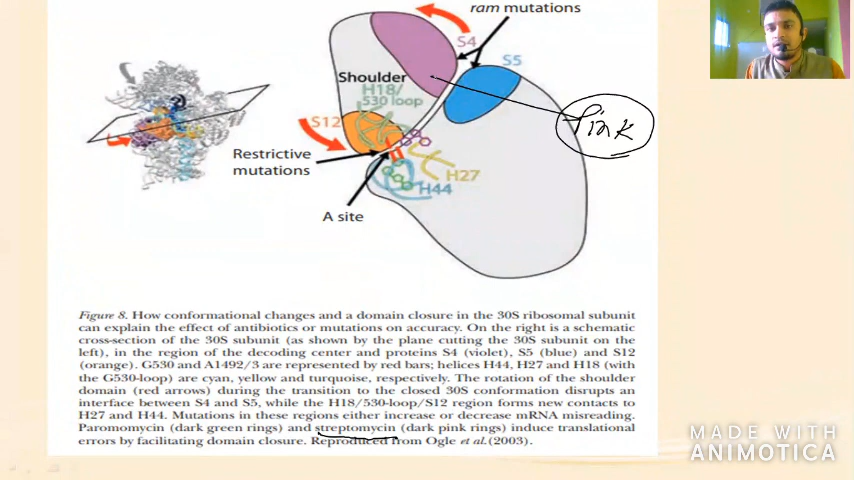 ram mutations
S4
S5
Shoulder
H18/
530 loop
S12
Pink
Restrictive
mutations
H27
H44
A site
Figure 8. How conformational changes and a domain closure in the 30S ribosomal subunit
can explain the effect of antibiotics or mutations on accuracy. On the right is a schematic
cross-section of the 30S subunit (as shown by the plane cutting the 30S subunit on the
left), in the region of the decoding center and proteins S4 (violet), S5 (blue) and S12
(orange). G530 and A1492/3 are represented by red bars; helices H44, H27 and H18 (with
the G530-loop) are cyan, yellow and turquoise, respectively. The rotation of the shoulder
domain (red arrows) during the transition to the closed 30S conformation disrupts an
interface between S4 and S5, while the H18/530-loop/S12 region forms new contacts to
H27 and H44. Mutations in these regions either increase or decrease mRNA misreading.
Paromomycin (dark green rings) and streptomycin (dark pink rings) induce translational
errors by facilitating domain closure. Reproduced from Ogle et al.(2003).
MADE WITH
ANIMOTICA